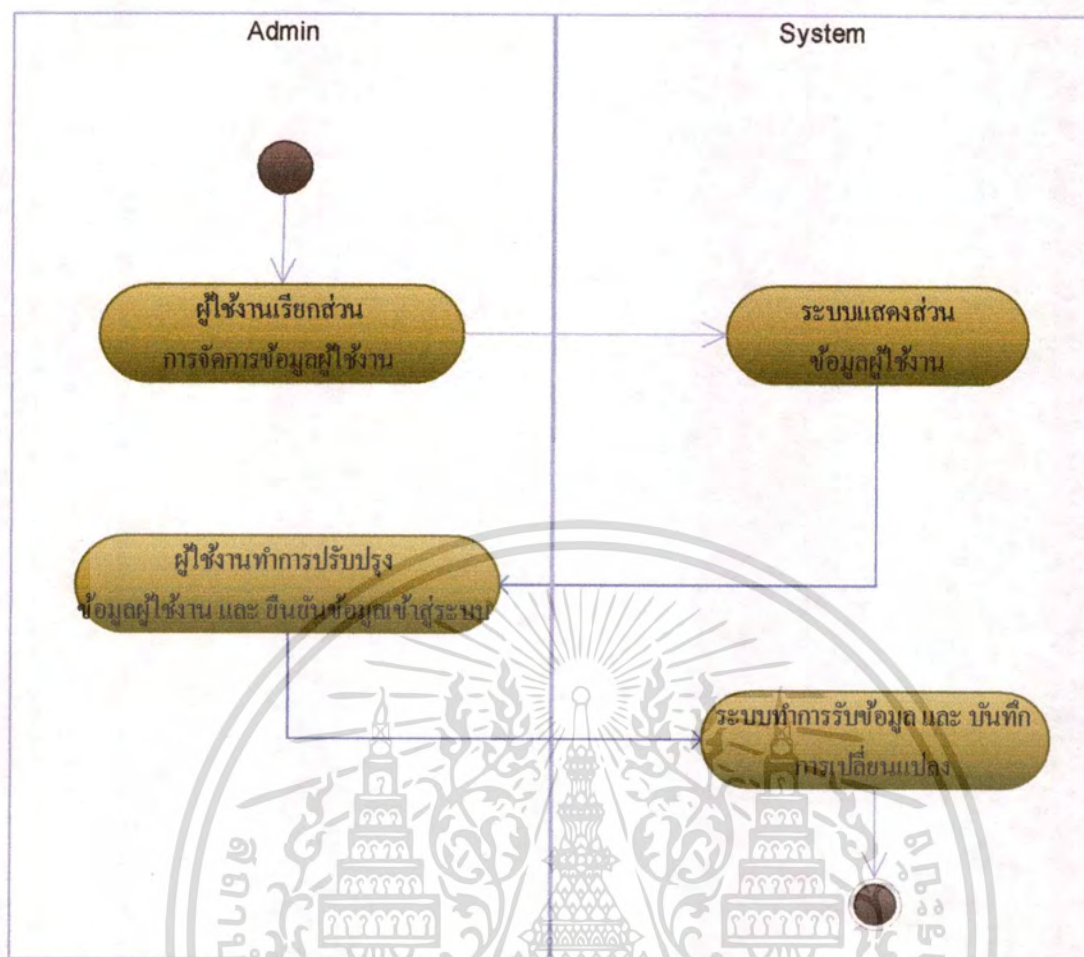 Admin
System
ผู้ใช้งานเรียกส่วน
การจัดการข้อมูลผู้ใช้งาน
ระบบแสดงส่วน
ข้อมูลผู้ใช้งาน
ผู้ใช้งานทำการปรับปรุง
ข้อมูลผู้ใช้งาน และ ยืนยันข้อมูลเข้าสู่ระบบ
ระบบทำการรับข้อมูล และ บันทึก
การเปลี่ยนแปลง